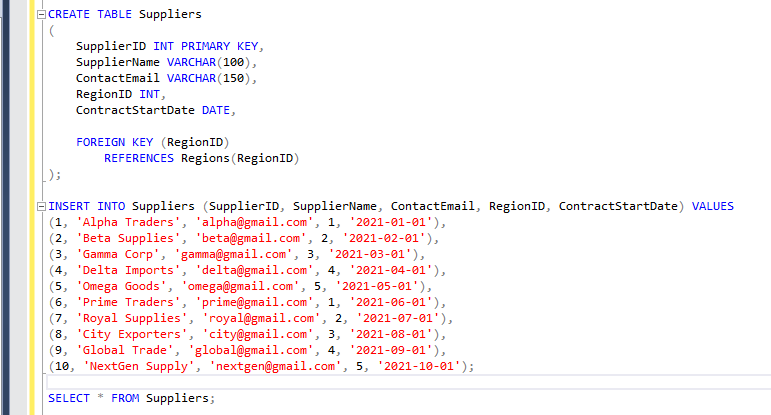 CREATE TABLE Suppliers
(
    SupplierID INT PRIMARY KEY,
    SupplierName VARCHAR(100),
    ContactEmail VARCHAR(150),
    RegionID INT,
    ContractStartDate DATE,

    FOREIGN KEY (RegionID)
        REFERENCES Regions(RegionID)
);

INSERT INTO Suppliers (SupplierID, SupplierName, ContactEmail, RegionID, ContractStartDate) VALUES
(1, 'Alpha Traders', 'alpha@gmail.com', 1, '2021-01-01'),
(2, 'Beta Supplies', 'beta@gmail.com', 2, '2021-02-01'),
(3, 'Gamma Corp', 'gamma@gmail.com', 3, '2021-03-01'),
(4, 'Delta Imports', 'delta@gmail.com', 4, '2021-04-01'),
(5, 'Omega Goods', 'omega@gmail.com', 5, '2021-05-01'),
(6, 'Prime Traders', 'prime@gmail.com', 1, '2021-06-01'),
(7, 'Royal Supplies', 'royal@gmail.com', 2, '2021-07-01'),
(8, 'City Exporters', 'city@gmail.com', 3, '2021-08-01'),
(9, 'Global Trade', 'global@gmail.com', 4, '2021-09-01'),
(10, 'NextGen Supply', 'nextgen@gmail.com', 5, '2021-10-01');

SELECT * FROM Suppliers;